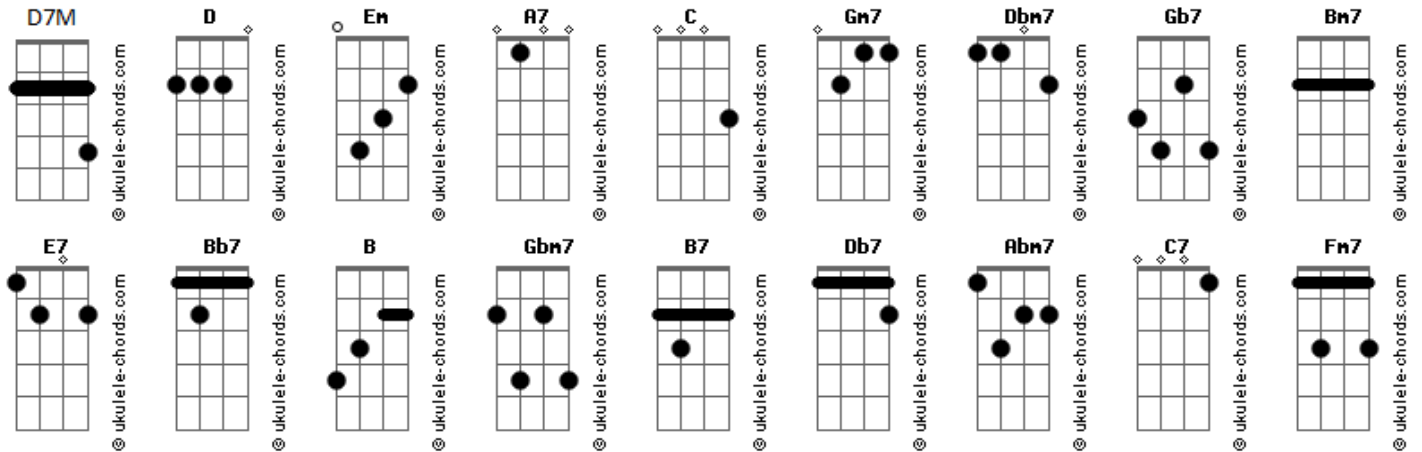 D7M D Em A7 C Gm7 Dbm7 Gb7 Bm7
© ukulele-chords.com © ukulele-chords.com © ukulele-chords.com © ukulele-chords.com © ukulele-chords.com © ukulele-chords.com © ukulele-chords.com © ukulele-chords.com © ukulele-chords.com
E7 Bb7 B Gbm7 B7 Db7 Abm7 C7 Fm7
© ukulele-chords.com © ukulele-chords.com © ukulele-chords.com © ukulele-chords.com © ukulele-chords.com © ukulele-chords.com © ukulele-chords.com © ukulele-chords.com © ukulele-chords.com